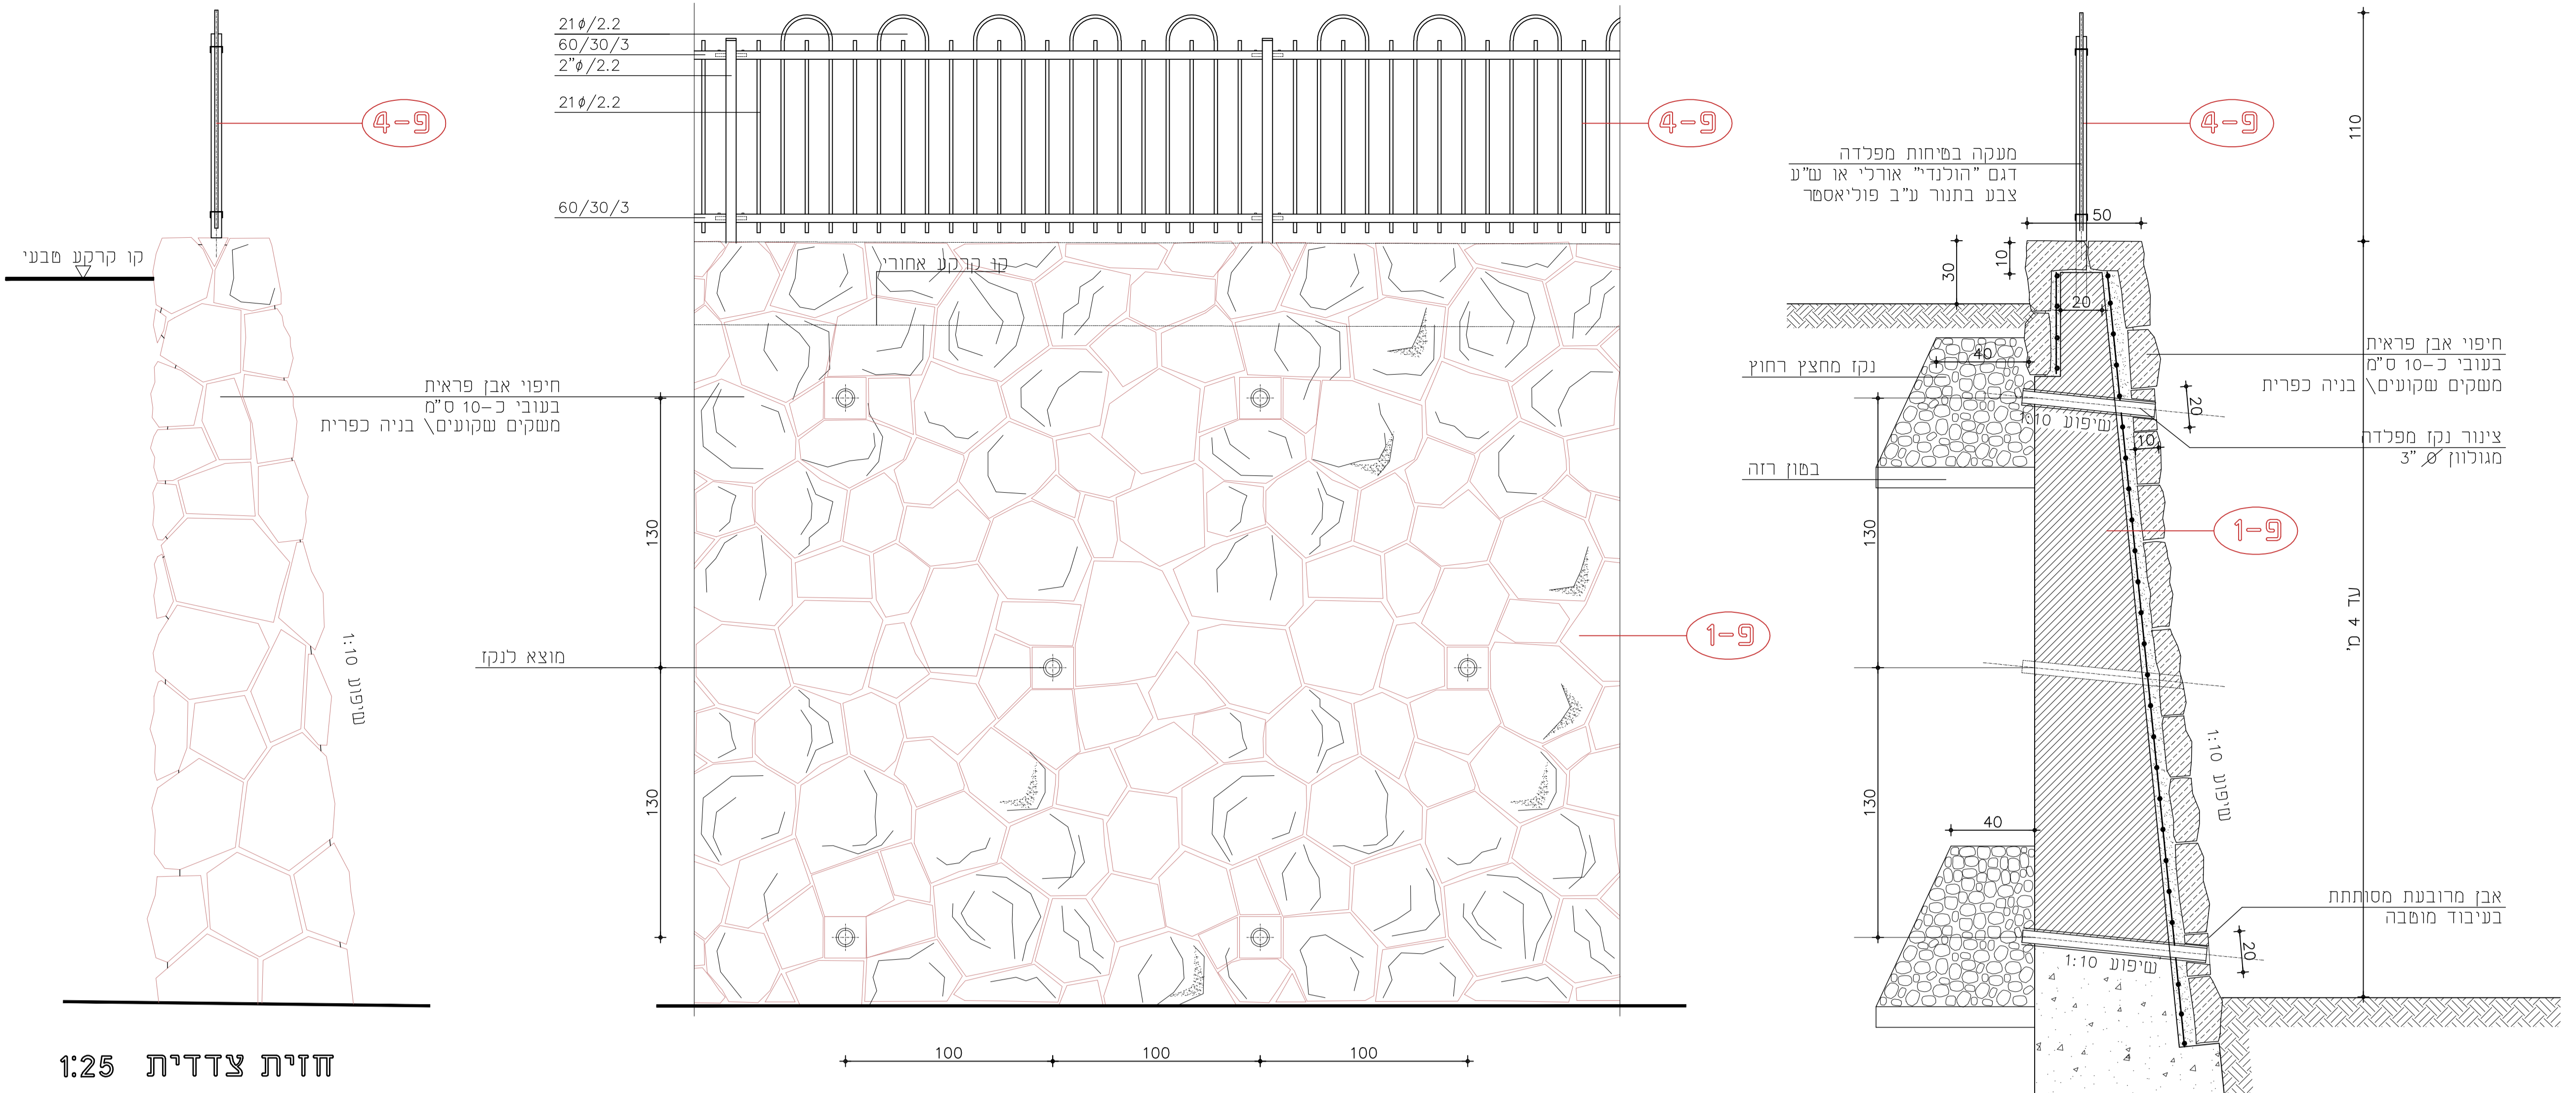 4-פ
קו קרקע טבעי
חיפוי אבן פראית
בעובי כ-10 ס"מ
משקים שקועים\ בניה כפרית
שיפוע 1:10
חזית צדדית 1:25
21ϕ/2.2
60/30/3
2"ϕ/2.2
21ϕ/2.2
60/30/3
4-פ
קו קרקע אחורי
130
מוצא לנקז
1-פ
130
100
100
100
4-פ
110
מעקה בטיחות מפלדה
דגם "הולנדי" אורלי או ש"ע
צבע בתנור ע"ב פוליאסטר
50
10
30
20
חיפוי אבן פראית
בעובי כ-10 ס"מ
משקים שקועים\ בניה כפרית
נקז מחצץ רחוץ
40
20
שיפוע 1:10
10
צינור נקז מפלדה
מגולוון ∅ 3"
בטון רזה
1-פ
130
עד 4 מ'
שיפוע 1:10
130
40
אבן מרובעת מסותתת
בעיבוד מוטבה
20
שיפוע 1:10